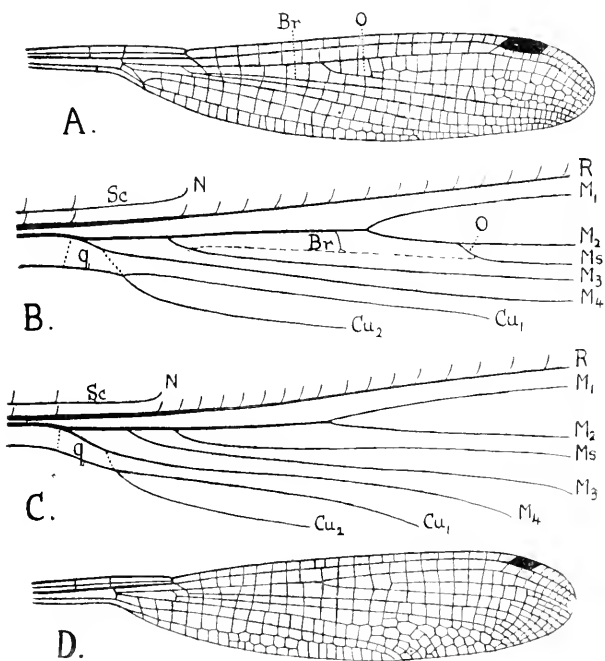 Br O
A.
Sc N R
M1
Br O
M2
Ms
q M3
M4
B. Cu1
Cu2
R
Sc N M1
M2
Ms
q M3
C. M4
Cu2 Cu1
D.